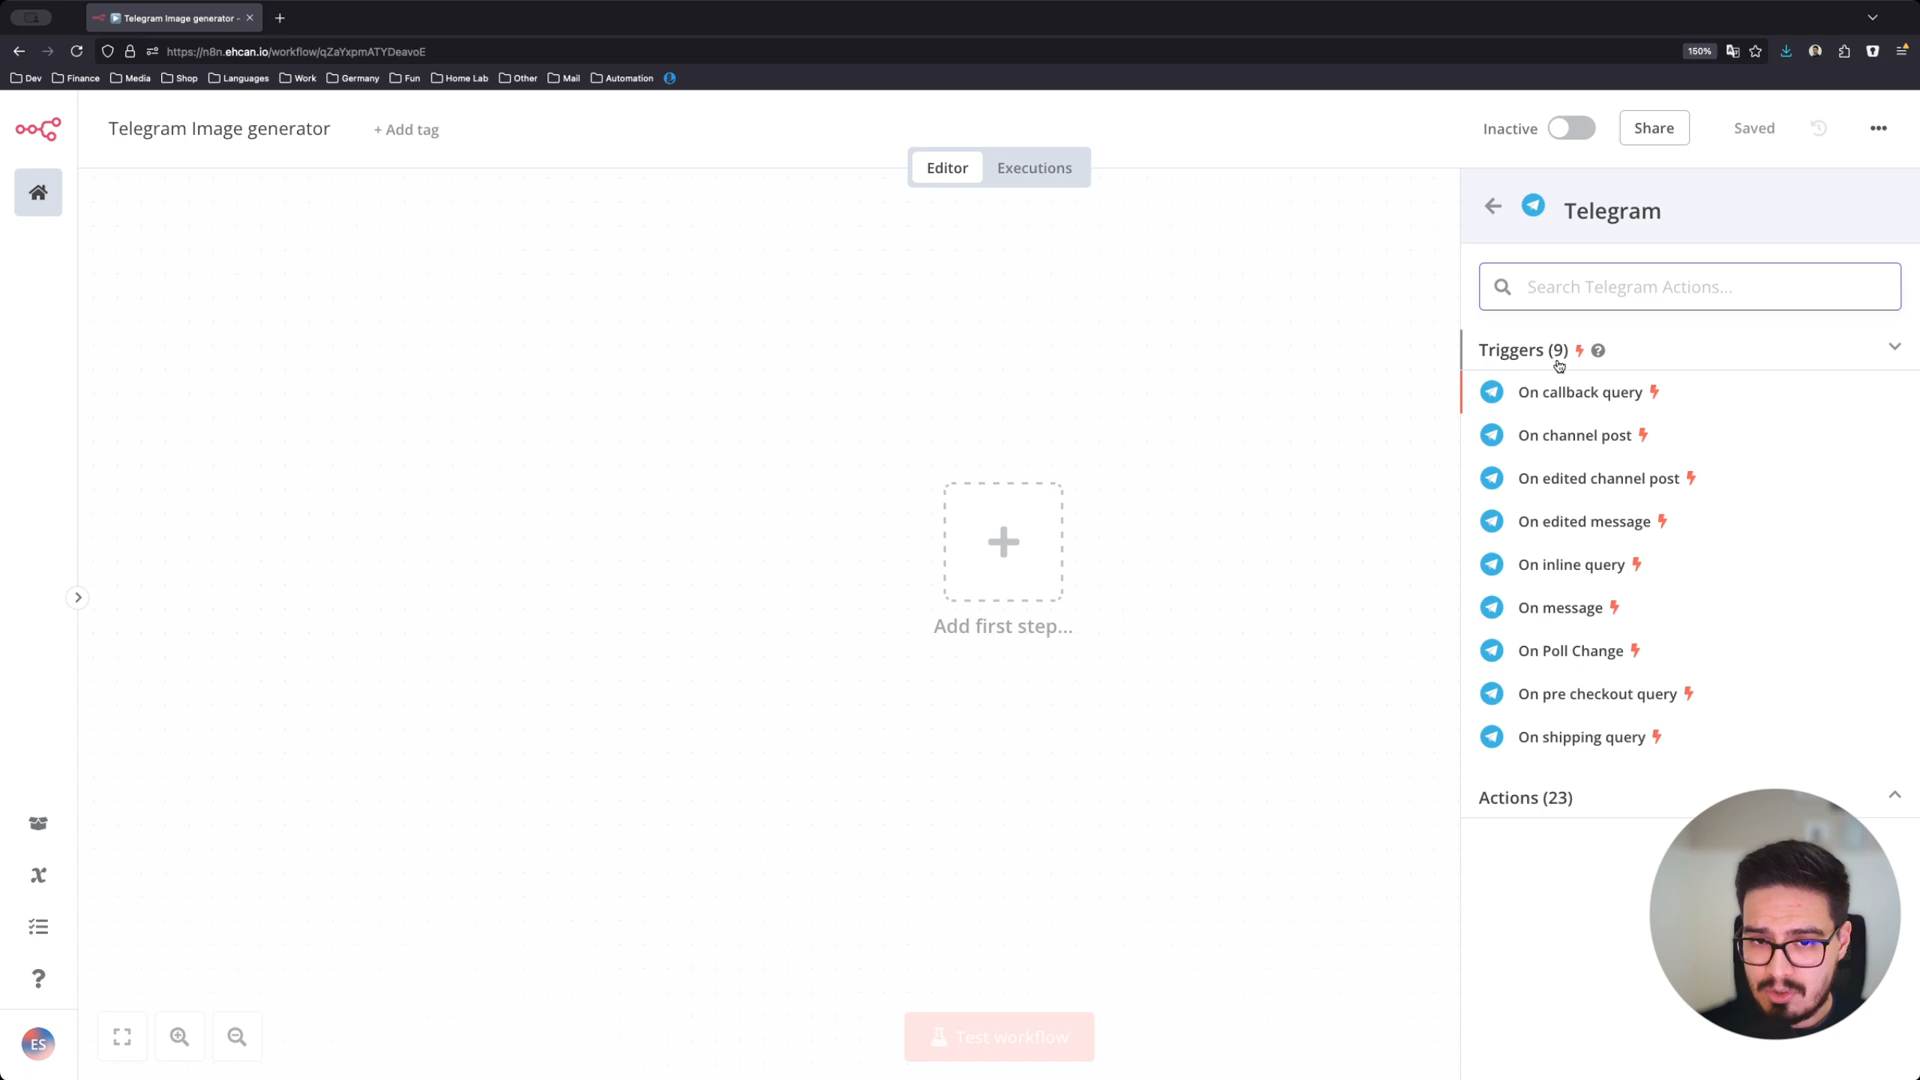 Telegram Image generator -
https://n8n.ehcan.io/workflow/qZaYxpmATYDeavoE
150%
Dev
Finance
Media
Shop
Languages
Work
Germany
Fun
Home Lab
Other
Mail
Automation
Telegram Image generator
+ Add tag
Inactive
Share
Saved
Editor
Executions
Telegram
Search Telegram Actions...
Triggers (9)
On callback query
On channel post
On edited channel post
On edited message
On inline query
On message
On Poll Change
On pre checkout query
On shipping query
Actions (23)
Add first step...
Test workflow
ES